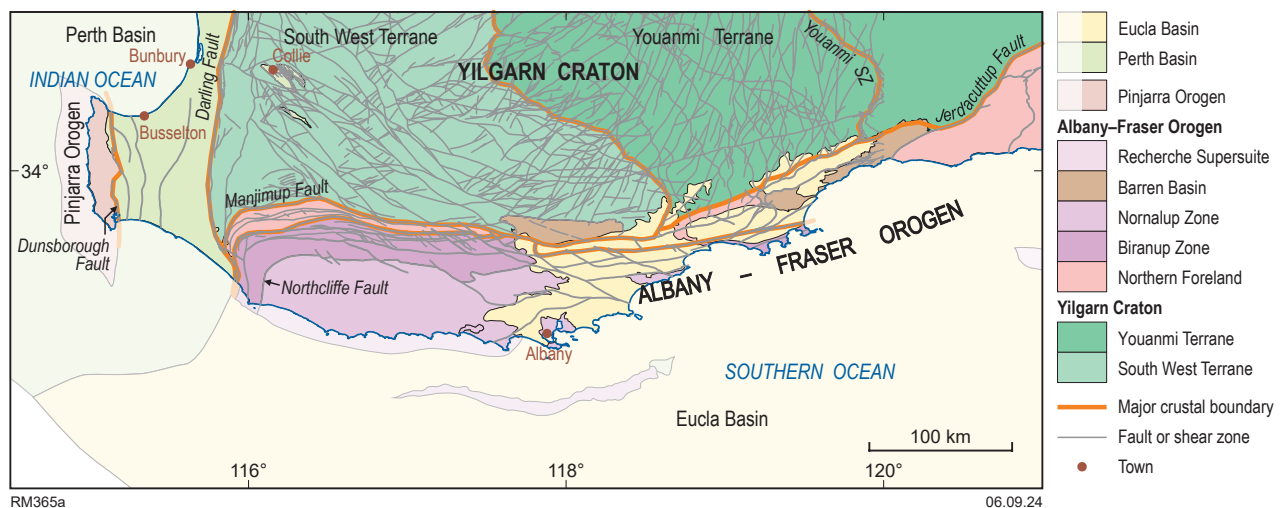 Perth Basin
Bunbury
INDIAN OCEAN
Busselton
Darling Fault
South West Terrane
Collie
YILGARN CRATON
Youanmi Terrane
Youanmi SZ
Jerdacuttup Fault
34°
Pinjarra Orogen
Dunsborough
Fault
Manjimup Fault
Northcliffe Fault
ALBANY – FRASER OROGEN
Albany
SOUTHERN OCEAN
Eucla Basin
100 km
116°
118°
120°
RM365a
06.09.24
Eucla Basin
Perth Basin
Pinjarra Orogen
Albany–Fraser Orogen
Recherche Supersuite
Barren Basin
Nornalup Zone
Biranup Zone
Northern Foreland
Yilgarn Craton
Youanmi Terrane
South West Terrane
Major crustal boundary
Fault or shear zone
Town